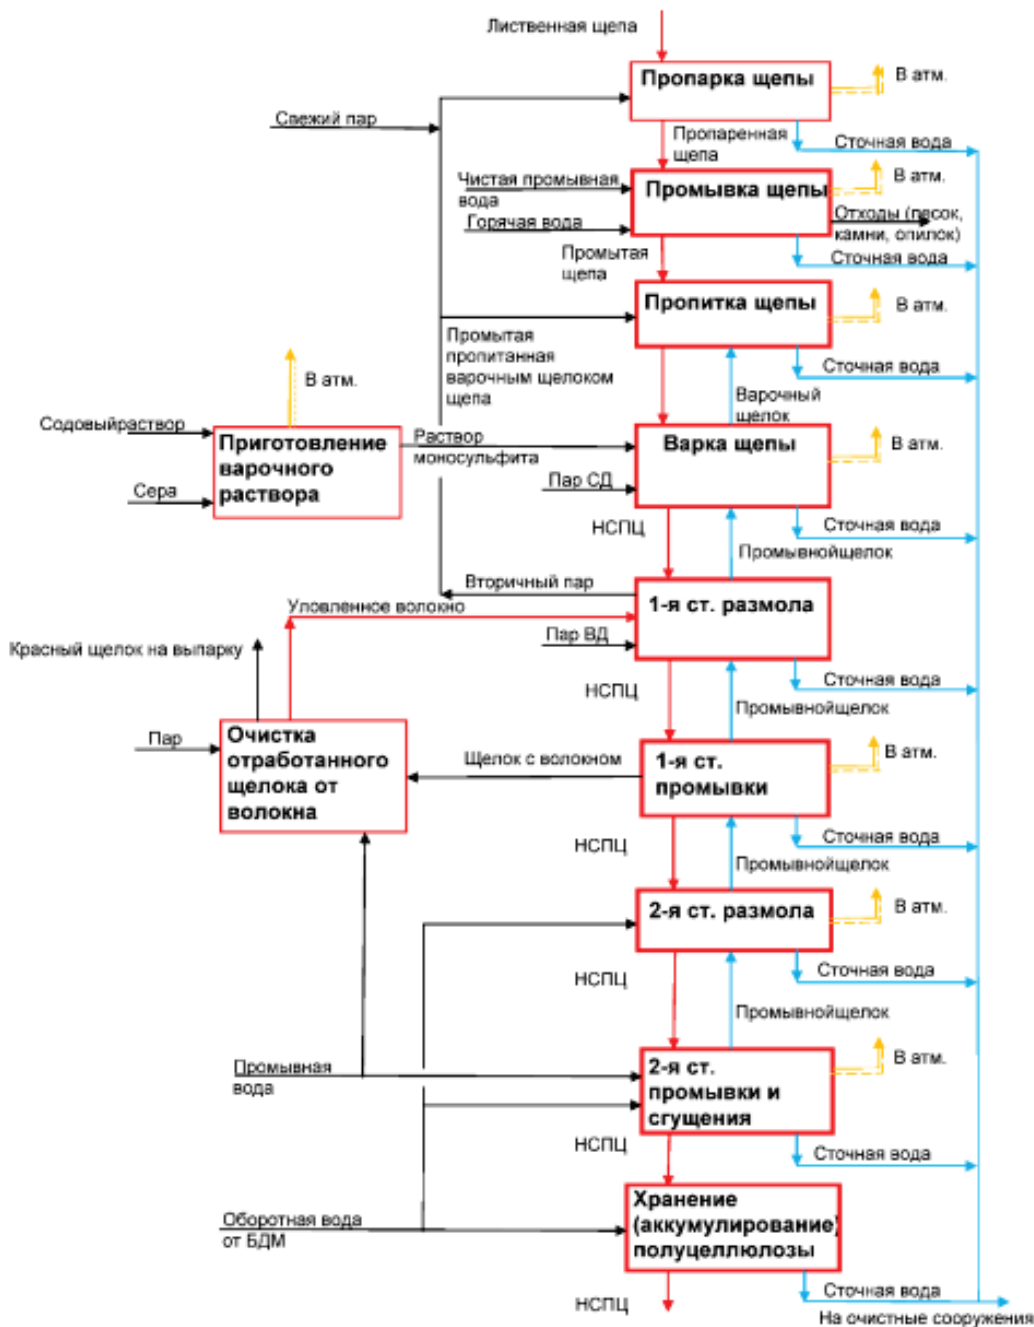 Лиственная щепа
Пропарка щепы
В атм.
Свежий пар
Пропаренная
щепа
Сточная вода
Чистая промывная
вода
Промывка щепы
В атм.
Горячая вода
Отходы (песок,
камни, опилок)
Промытая
щепа
Сточная вода
Пропитка щепы
В атм.
Промытая
пропитанная
варочным щелоком
щепа
Сточная вода
В атм.
Варочный
щелок
Содовыйраствор
Приготовление
варочного
раствора
Раствор
моносульфита
Варка щепы
В атм.
Сера
Пар СД
НСПЦ
Сточная вода
Промывнойщелок
Вторичный пар
1-я ст. размола
Уловленное волокно
Пар ВД
Красный щелок на выпарку
НСПЦ
Сточная вода
Промывнойщелок
Пар
Очистка
отработанного
щелока от
волокна
Щелок с волокном
1-я ст.
промывки
В атм.
НСПЦ
Сточная вода
Промывнойщелок
2-я ст. размола
В атм.
НСПЦ
Сточная вода
Промывнойщелок
Промывная
вода
2-я ст.
промывки и
сгущения
В атм.
НСПЦ
Сточная вода
Оборотная вода
от БДМ
Хранение
(аккумулирование)
полуцеллюлозы
НСПЦ
Сточная вода
На очистные сооружения